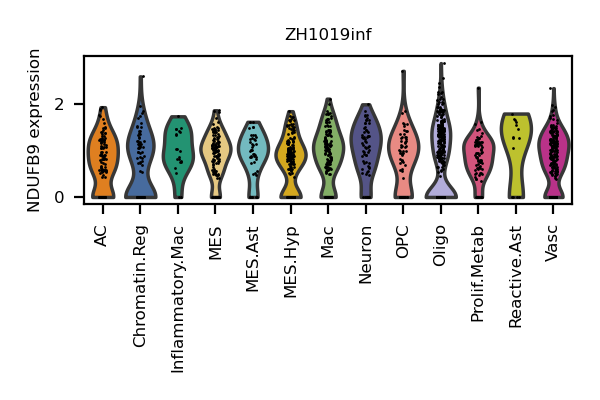 ZH1019inf
NDUFB9 expression
2
0
AC
Chromatin.Reg
Inflammatory.Mac
MES
MES.Ast
MES.Hyp
Mac
Neuron
OPC
Oligo
Prolif.Metab
Reactive.Ast
Vasc